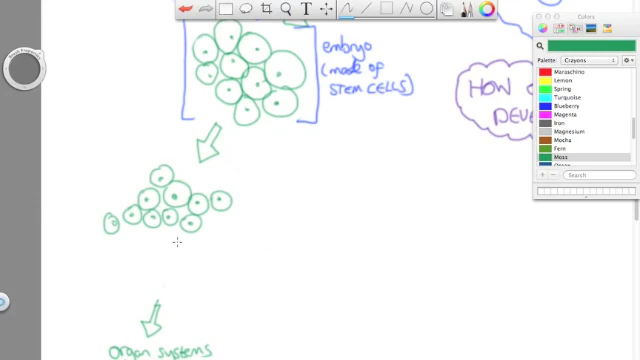 Colors
Palette: Crayons
Maraschino
Lemon
Spring
Turquoise
Blueberry
Magenta
Iron
Magnesium
Mocha
Fern
Moss
Ocean
Search
embryo
(made of
STEM CELLS)
HOW
DEVE
Organ systems